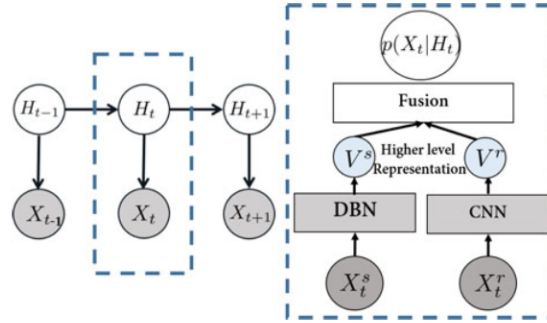 p(X_t|H_t)
Fusion
H_{t-1} H_t H_{t+1}
V^s Higher level Representation V^r
DBN CNN
X_{t-1} X_t X_{t+1}
X_t^s X_t^r